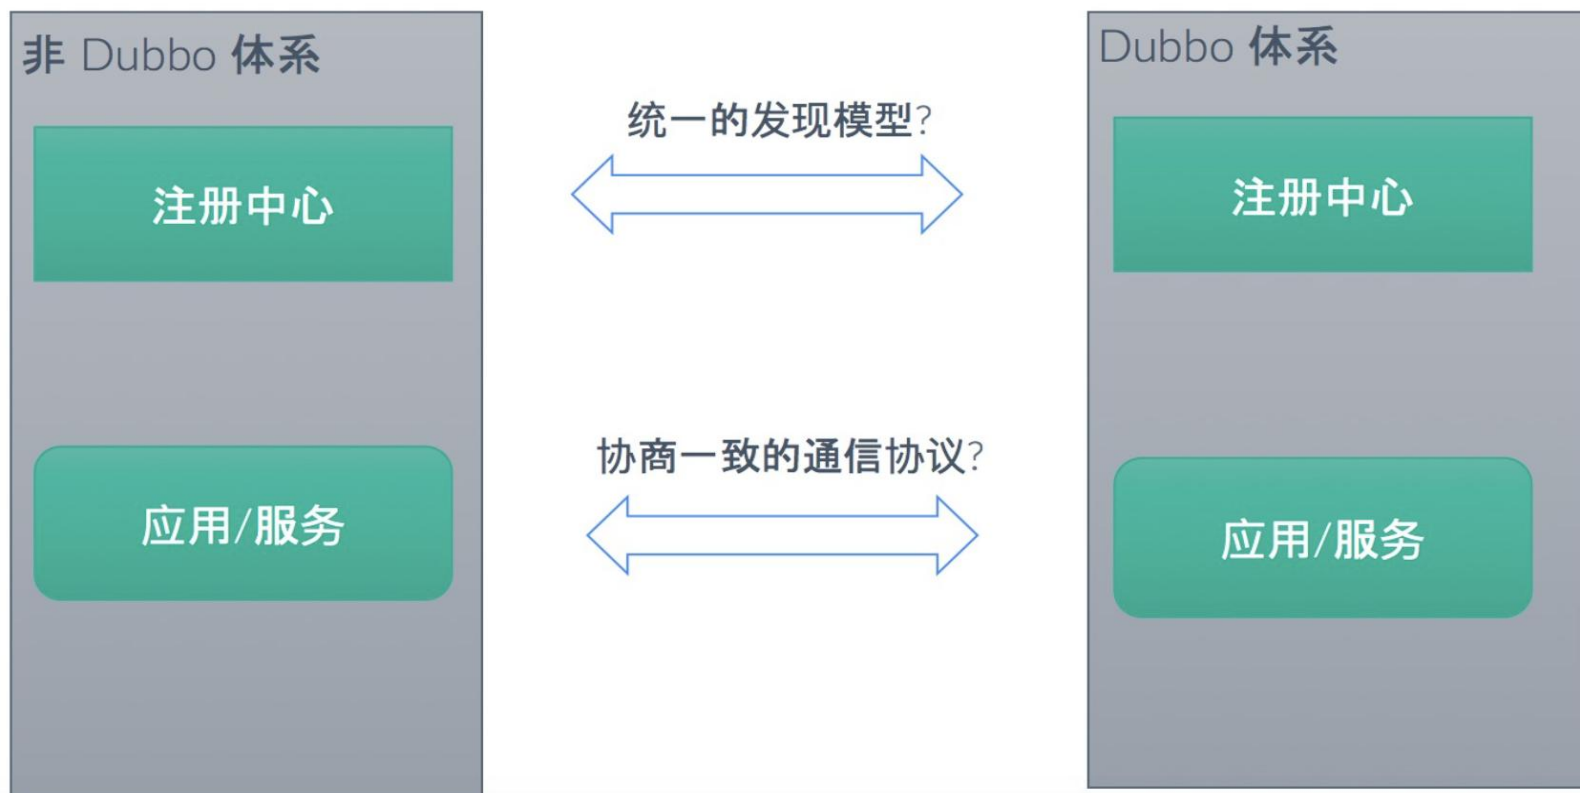 非 Dubbo 体系
Dubbo 体系
统一的发现模型?
注册中心
注册中心
协商一致的通信协议?
应用/服务
应用/服务